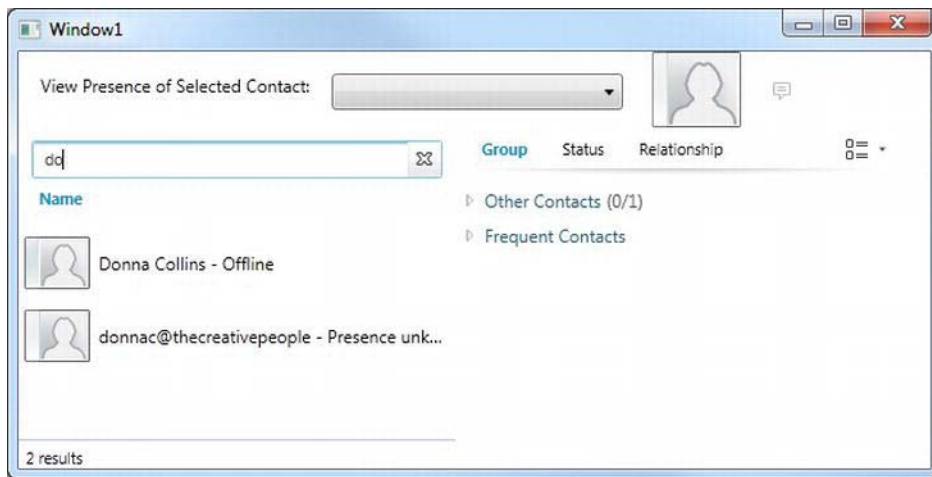 Window1
View Presence of Selected Contact:
do
Group Status Relationship
Name
Other Contacts (0/1)
Frequent Contacts
Donna Collins - Offline
donnac@thecreativepeople - Presence unk...
2 results